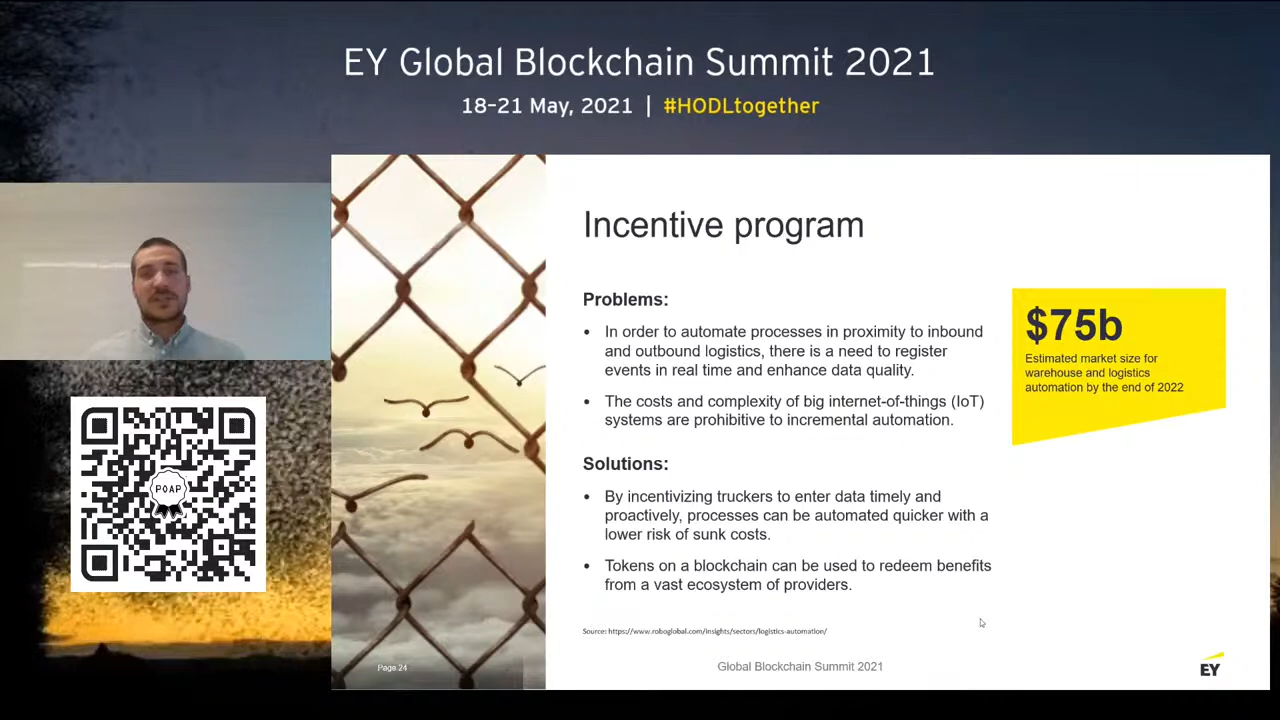 EY Global Blockchain Summit 2021
18–21 May, 2021 | #HODLtogether
POAP
Incentive program
Problems:
• In order to automate processes in proximity to inbound
and outbound logistics, there is a need to register
events in real time and enhance data quality.
• The costs and complexity of big internet-of-things (IoT)
systems are prohibitive to incremental automation.
Solutions:
• By incentivizing truckers to enter data timely and
proactively, processes can be automated quicker with a
lower risk of sunk costs.
• Tokens on a blockchain can be used to redeem benefits
from a vast ecosystem of providers.
$75b
Estimated market size for
warehouse and logistics
automation by the end of 2022
Source: https://www.roboglobal.com/insights/sectors/logistics-automation/
Page 24
Global Blockchain Summit 2021
EY